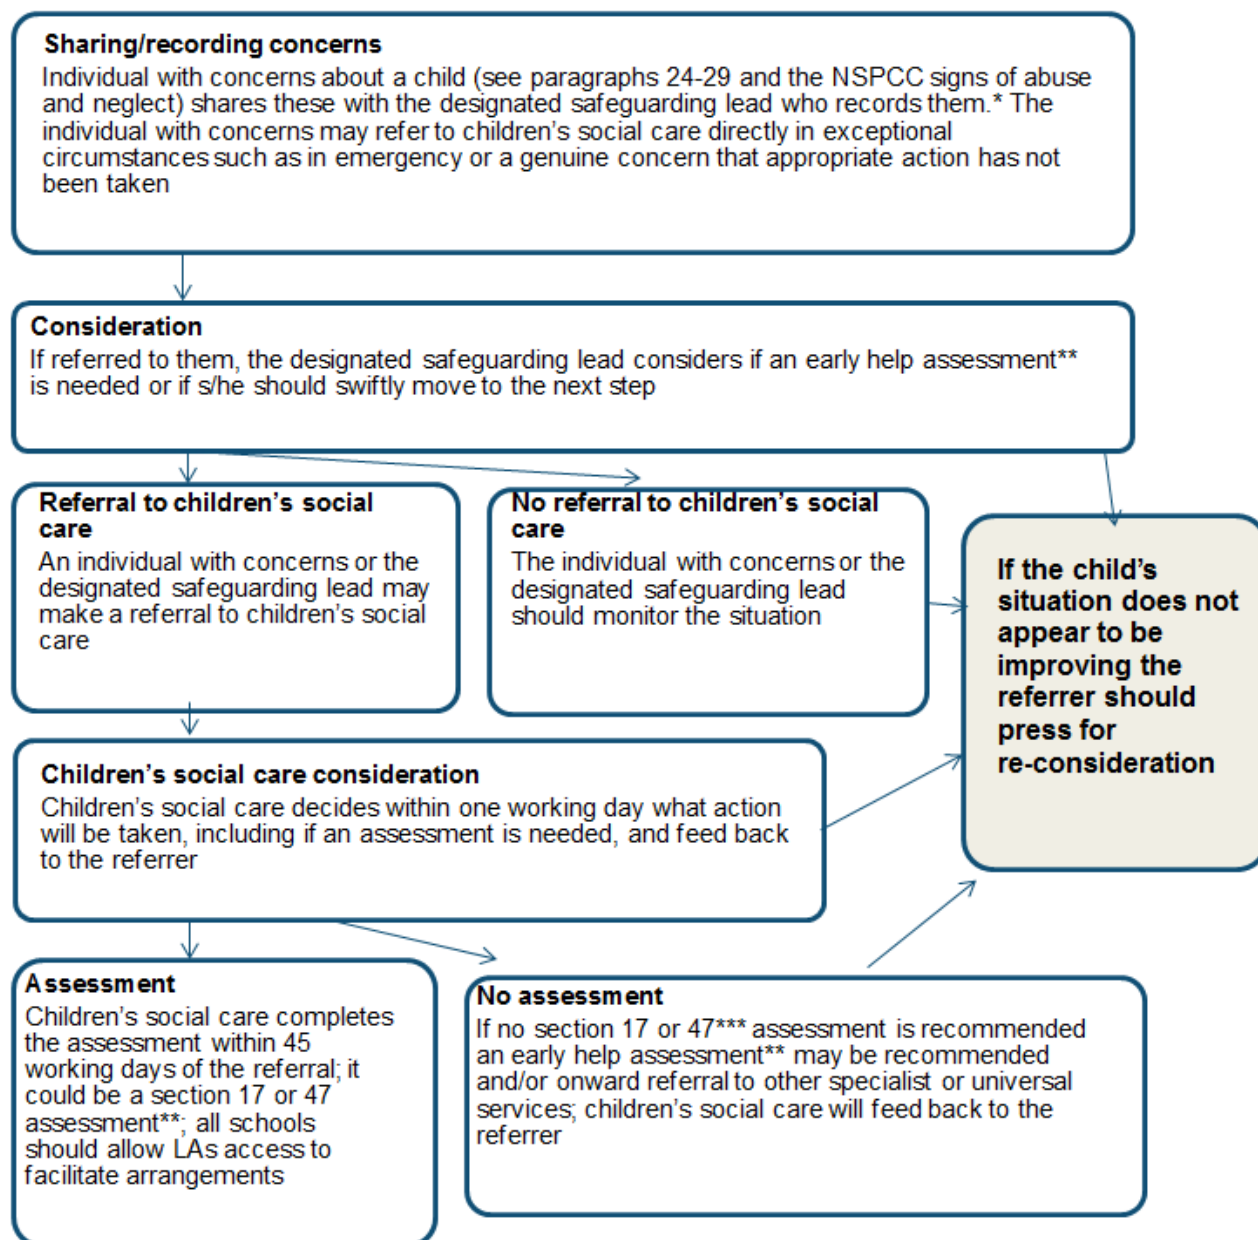 Sharing/recording concerns
Individual with concerns about a child (see paragraphs 24-29 and the NSPCC signs of abuse
and neglect) shares these with the designated safeguarding lead who records them.* The
individual with concerns may refer to children's social care directly in exceptional
circumstances such as in emergency or a genuine concern that appropriate action has not
been taken
Consideration
If referred to them, the designated safeguarding lead considers if an early help assessment**
is needed or if s/he should swiftly move to the next step
Referral to children's social
care
An individual with concerns or the
designated safeguarding lead may
make a referral to children's social
care
No referral to children's social
care
The individual with concerns or the
designated safeguarding lead
should monitor the situation
If the child's
situation does not
appear to be
improving the
referrer should
press for
re-consideration
Children's social care consideration
Children's social care decides within one working day what action
will be taken, including if an assessment is needed, and feed back
to the referrer
Assessment
Children's social care completes
the assessment within 45
working days of the referral; it
could be a section 17 or 47
assessment**; all schools
should allow LAs access to
facilitate arrangements
No assessment
If no section 17 or 47*** assessment is recommended
an early help assessment** may be recommended
and/or onward referral to other specialist or universal
services; children's social care will feed back to the
referrer